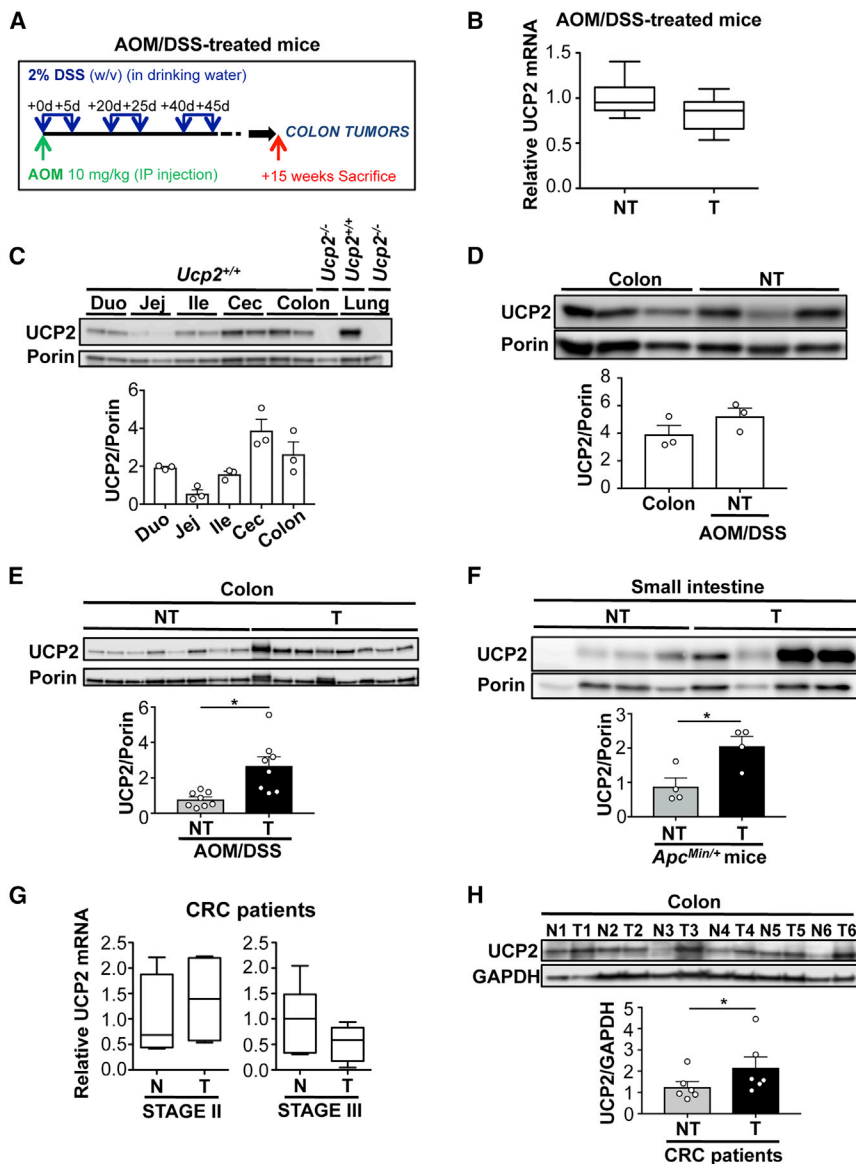 A
AOM/DSS-treated mice
2% DSS (w/v) (in drinking water)
+0d +5d +20d +25d +40d +45d
COLON TUMORS
AOM 10 mg/kg (IP injection)
+15 weeks Sacrifice
B
AOM/DSS-treated mice
Relative UCP2 mRNA
1.5
1.0
0.5
0.0
NT T
C
Ucp2+/+ Ucp2-/- Ucp2+/+ Ucp2-/-
Duo Jej Ile Cec Colon Lung
UCP2
Porin
UCP2/Porin
6
4
2
0
Duo Jej Ile Cec Colon
D
Colon NT
UCP2
Porin
UCP2/Porin
8
6
4
2
0
Colon NT
AOM/DSS
E
Colon
NT T
UCP2
Porin
UCP2/Porin
6
4
2
0
*
NT T
AOM/DSS
F
Small intestine
NT T
UCP2
Porin
UCP2/Porin
3
2
1
0
*
NT T
ApcMin/+ mice
G
CRC patients
Relative UCP2 mRNA
2.5 2.5
2.0 2.0
1.5 1.5
1.0 1.0
0.5 0.5
0.0 0.0
N T N T
STAGE II STAGE III
H
Colon
N1 T1 N2 T2 N3 T3 N4 T4 N5 T5 N6 T6
UCP2
GAPDH
UCP2/GAPDH
5
4
3
2
1
0
*
NT T
CRC patients